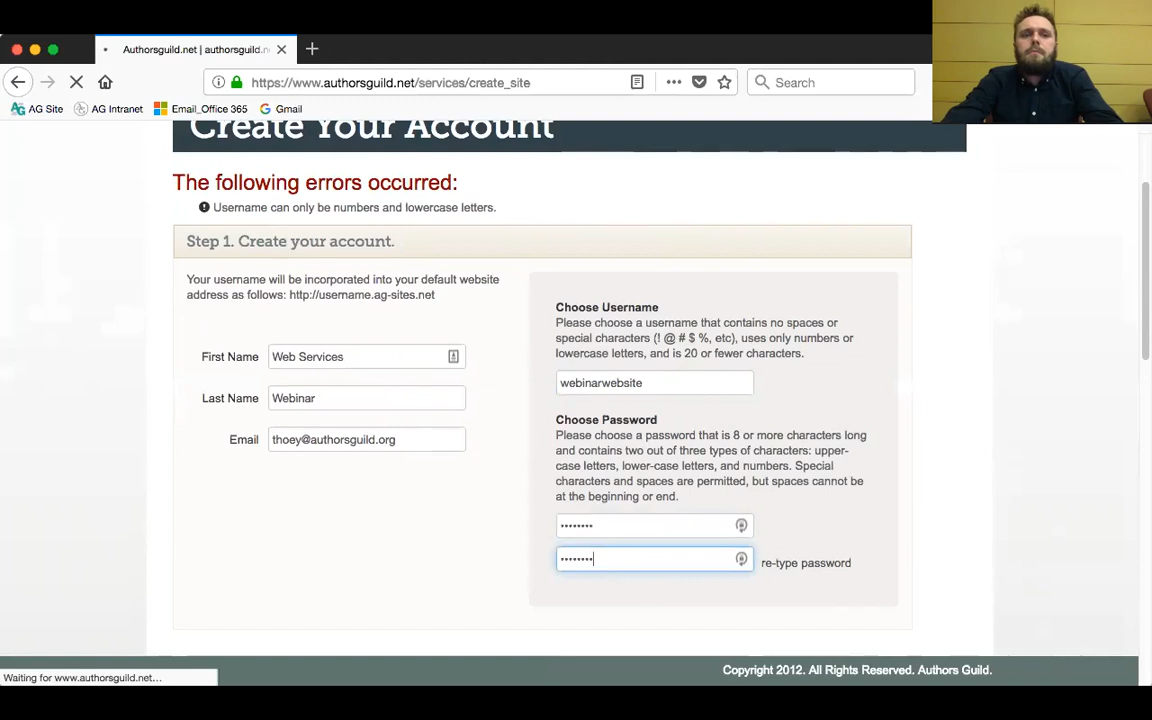 Authorsguild.net | authorsguild.n
https://www.authorsguild.net/services/create_site
Search
AG Site
AG Intranet
Email_Office 365
Gmail
Create Your Account
The following errors occurred:
Username can only be numbers and lowercase letters.
Step 1. Create your account.
Your username will be incorporated into your default website
address as follows: http://username.ag-sites.net
First Name
Web Services
Last Name
Webinar
Email
thoey@authorsguild.org
Choose Username
Please choose a username that contains no spaces or
special characters (! @ # $ %, etc), uses only numbers or
lowercase letters, and is 20 or fewer characters.
webinarwebsite
Choose Password
Please choose a password that is 8 or more characters long
and contains two out of three types of characters: upper-
case letters, lower-case letters, and numbers. Special
characters and spaces are permitted, but spaces cannot be
at the beginning or end.
••••••••
••••••••
re-type password
Copyright 2012. All Rights Reserved. Authors Guild.
Waiting for www.authorsguild.net…